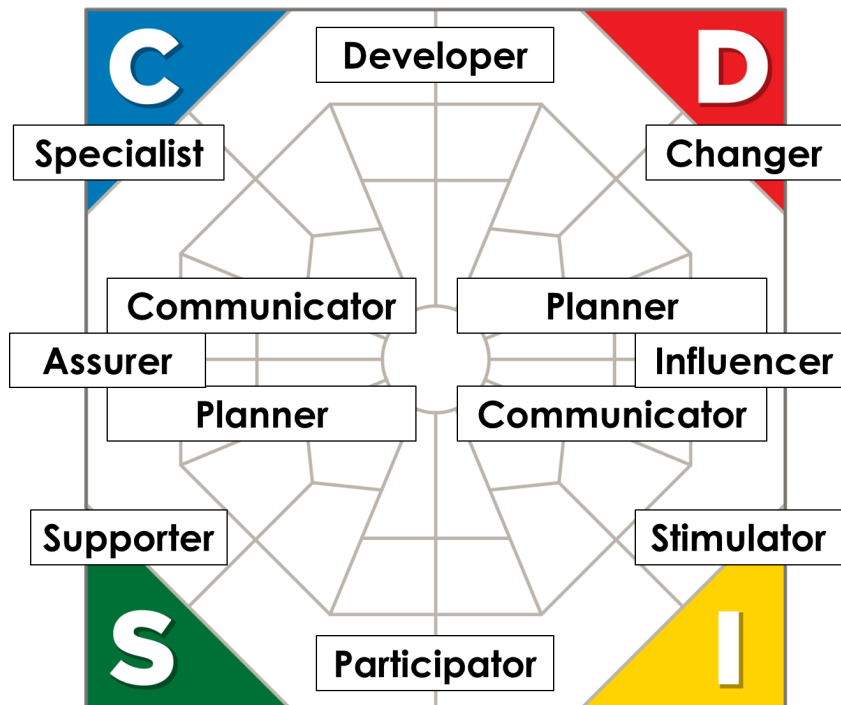 C
Developer
D
Specialist
Changer
Communicator
Planner
Assurer
Influencer
Planner
Communicator
Supporter
Stimulator
S
Participator
I